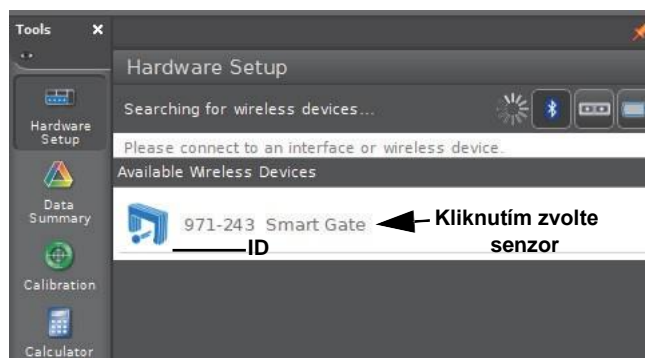 Tools x
Hardware Setup
Searching for wireless devices...
Hardware
Setup
Please connect to an interface or wireless device.
Available Wireless Devices
Data
Summary
971-243 Smart Gate
Kliknutím zvolte
senzor
ID
Calibration
Calculator